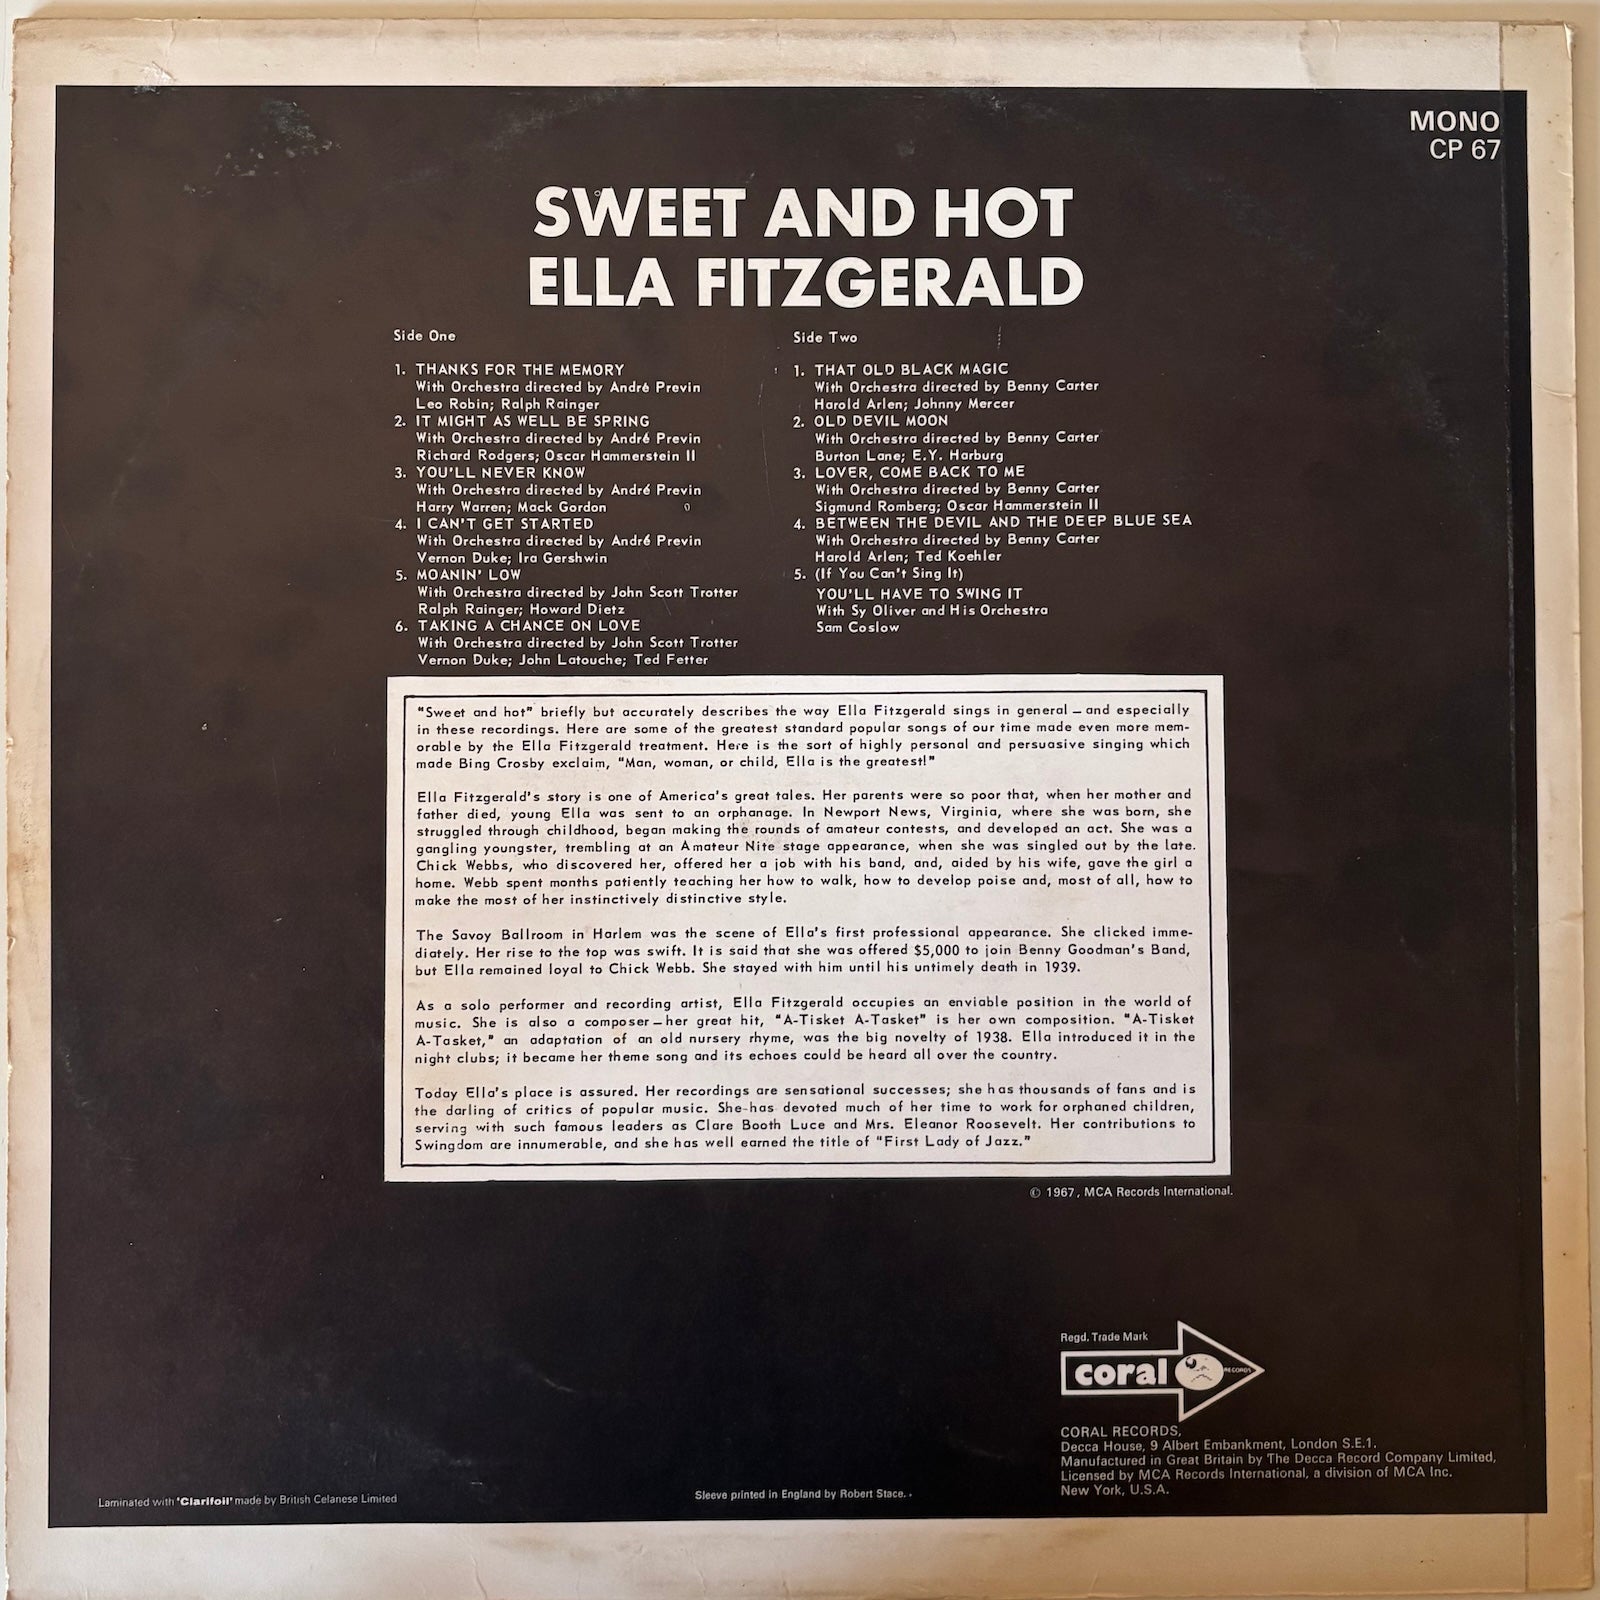 MONO
CP 67
SWEET AND HOT
ELLA FITZGERALD
Side One
1. THANKS FOR THE MEMORY
With Orchestra directed by André Previn
Leo Robin; Ralph Rainger
2. IT MIGHT AS WELL BE SPRING
With Orchestra directed by André Previn
Richard Rodgers; Oscar Hammerstein II
3. YOU'LL NEVER KNOW
With Orchestra directed by André Previn
Harry Warren; Mack Gordon
4. I CAN'T GET STARTED
With Orchestra directed by André Previn
Vernon Duke; Ira Gershwin
5. MOANIN' LOW
With Orchestra directed by John Scott Trotter
Ralph Rainger; Howard Dietz
6. TAKING A CHANCE ON LOVE
With Orchestra directed by John Scott Trotter
Vernon Duke; John Latouche; Ted Fetter
Side Two
1. THAT OLD BLACK MAGIC
With Orchestra directed by Benny Carter
Harold Arlen; Johnny Mercer
2. OLD DEVIL MOON
With Orchestra directed by Benny Carter
Burton Lane; E.Y. Harburg
3. LOVER, COME BACK TO ME
With Orchestra directed by Benny Carter
Sigmund Romberg; Oscar Hammerstein II
4. BETWEEN THE DEVIL AND THE DEEP BLUE SEA
With Orchestra directed by Benny Carter
Harold Arlen; Ted Koehler
5. (If You Can't Sing It)
YOU'LL HAVE TO SWING IT
With Sy Oliver and His Orchestra
Sam Coslow
"Sweet and hot" briefly but accurately describes the way Ella Fitzgerald sings in general – and especially
in these recordings. Here are some of the greatest standard popular songs of our time made even more mem-
orable by the Ella Fitzgerald treatment. Here is the sort of highly personal and persuasive singing which
made Bing Crosby exclaim, "Man, woman, or child, Ella is the greatest!"
Ella Fitzgerald's story is one of America's great tales. Her parents were so poor that, when her mother and
father died, young Ella was sent to an orphanage. In Newport News, Virginia, where she was born, she
struggled through childhood, began making the rounds of amateur contests, and developed an act. She was a
gangling youngster, trembling at an Amateur Nite stage appearance, when she was singled out by the late.
Chick Webbs, who discovered her, offered her a job with his band, and, aided by his wife, gave the girl a
home. Webb spent months patiently teaching her how to walk, how to develop poise and, most of all, how to
make the most of her instinctively distinctive style.
The Savoy Ballroom in Harlem was the scene of Ella's first professional appearance. She clicked imme-
diately. Her rise to the top was swift. It is said that she was offered $5,000 to join Benny Goodman's Band,
but Ella remained loyal to Chick Webb. She stayed with him until his untimely death in 1939.
As a solo performer and recording artist, Ella Fitzgerald occupies an enviable position in the world of
music. She is also a composer – her great hit, "A-Tisket A-Tasket" is her own composition. "A-Tisket
A-Tasket," an adaptation of an old nursery rhyme, was the big novelty of 1938. Ella introduced it in the
night clubs; it became her theme song and its echoes could be heard all over the country.
Today Ella's place is assured. Her recordings are sensational successes; she has thousands of fans and is
the darling of critics of popular music. She has devoted much of her time to work for orphaned children,
serving with such famous leaders as Clare Booth Luce and Mrs. Eleanor Roosevelt. Her contributions to
Swingdom are innumerable, and she has well earned the title of "First Lady of Jazz."
© 1967, MCA Records International.
Regd. Trade Mark
coral RECORDS
CORAL RECORDS,
Decca House, 9 Albert Embankment, London S.E.1.
Manufactured in Great Britain by The Decca Record Company Limited,
Licensed by MCA Records International, a division of MCA Inc.
New York, U.S.A.
Laminated with 'Clarifoil' made by British Celanese Limited
Sleeve printed in England by Robert Stace.